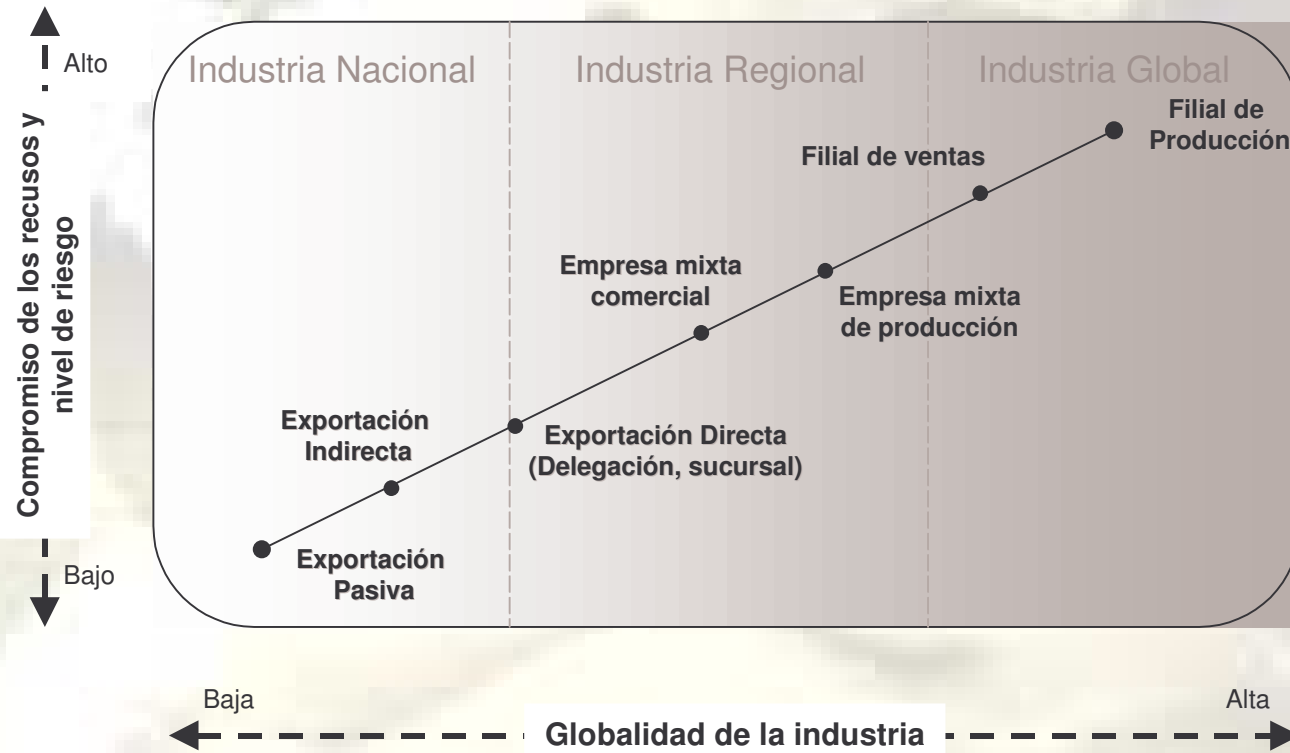 Alto
Industria Nacional
Industria Regional
Industria Global
Filial de
Producción
Filial de ventas
Compromiso de los recusos y
nivel de riesgo
Empresa mixta
comercial
Empresa mixta
de producción
Exportación
Indirecta
Exportación Directa
(Delegación, sucursal)
Exportación
Pasiva
Bajo
Baja
Alta
Globalidad de la industria